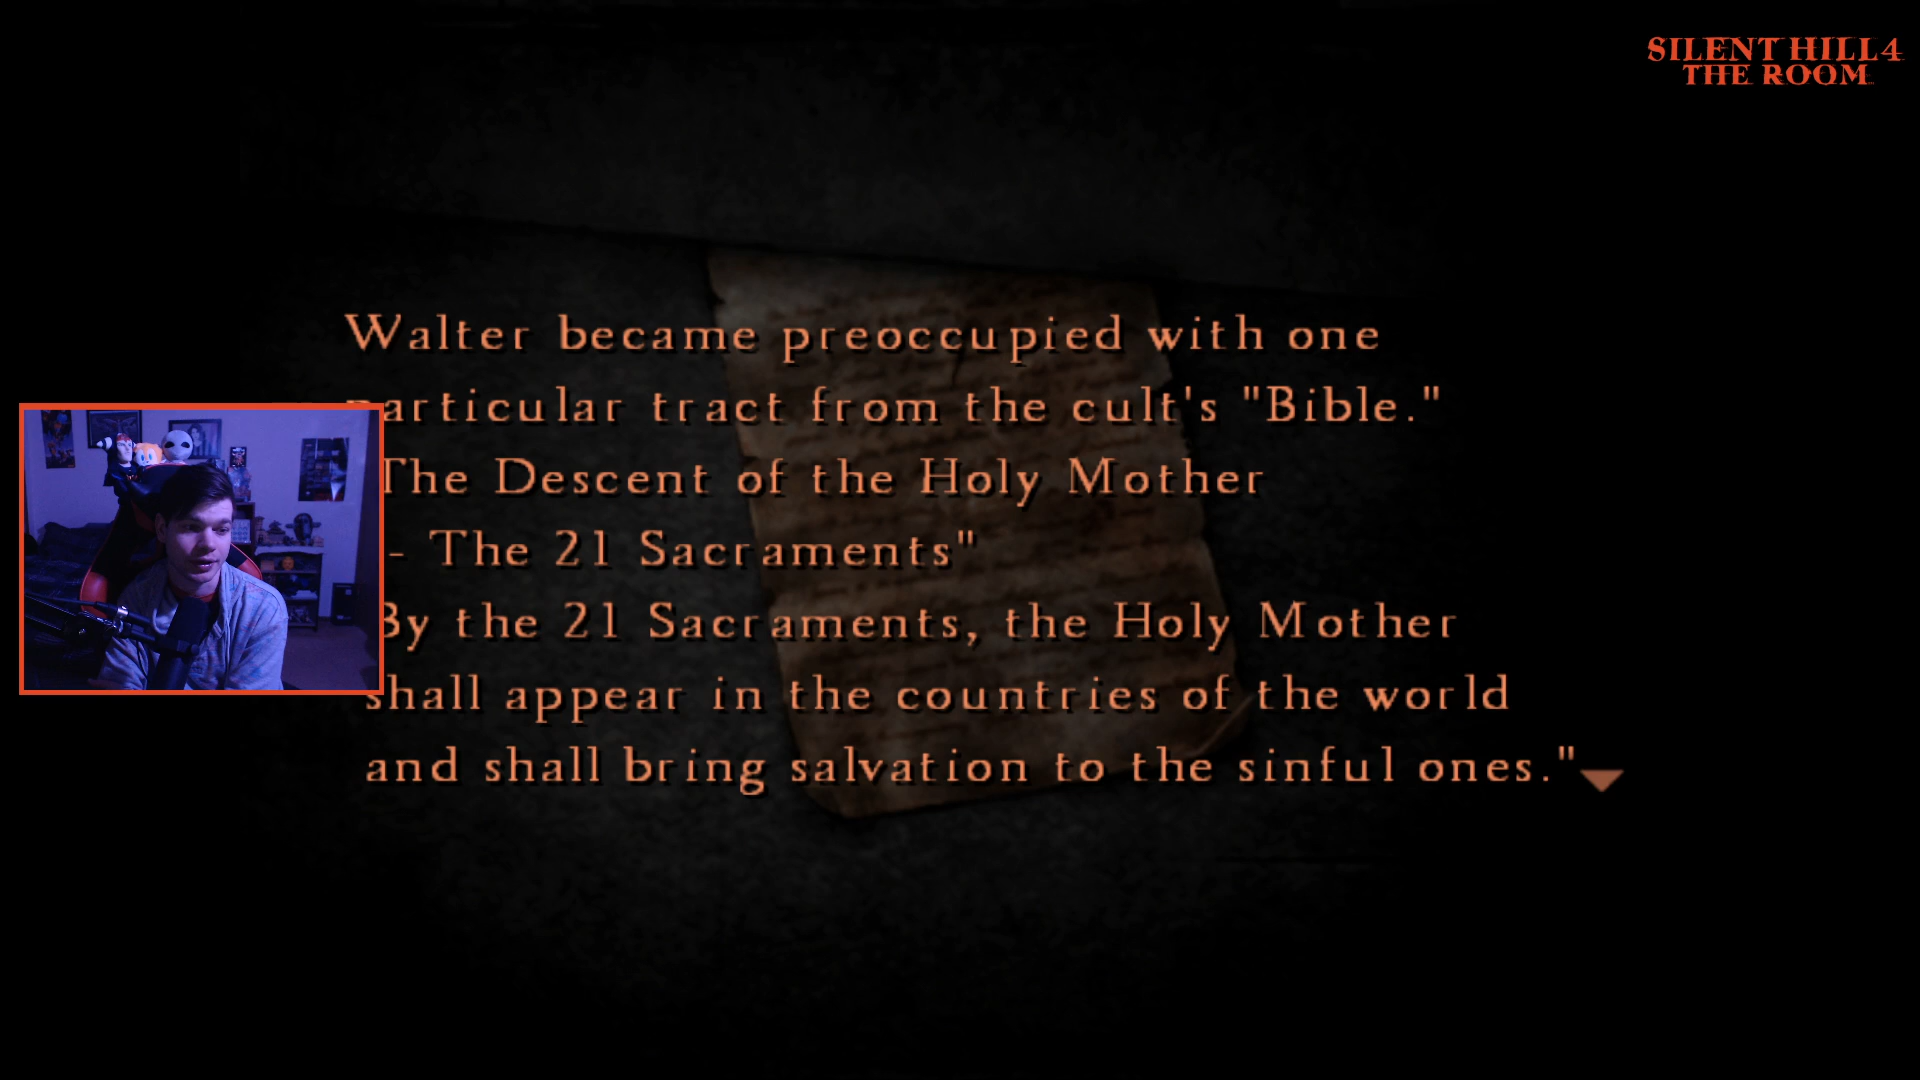 SILENT HILL 4
THE ROOM
Walter became preoccupied with one
particular tract from the cult's "Bible."
The Descent of the Holy Mother
- The 21 Sacraments"
By the 21 Sacraments, the Holy Mother
shall appear in the countries of the world
and shall bring salvation to the sinful ones."